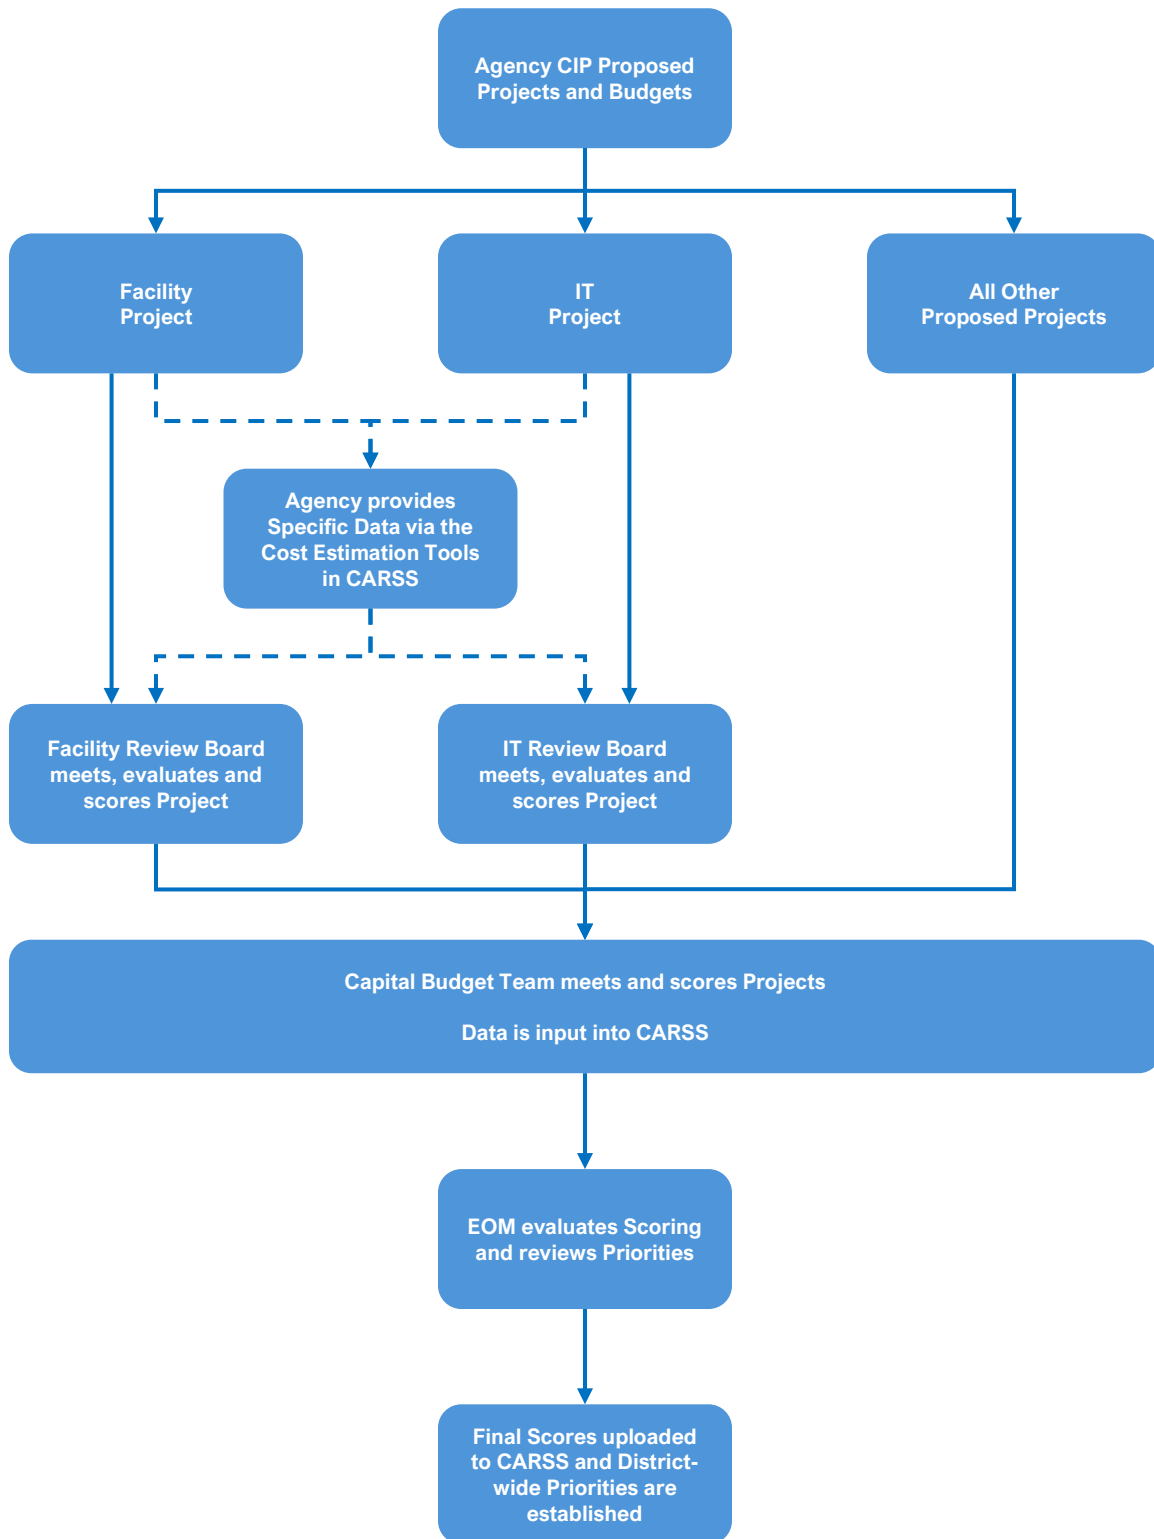 Agency CIP Proposed
Projects and Budgets
Facility
Project
IT
Project
All Other
Proposed Projects
Agency provides
Specific Data via the
Cost Estimation Tools
in CARSS
Facility Review Board
meets, evaluates and
scores Project
IT Review Board
meets, evaluates and
scores Project
Capital Budget Team meets and scores Projects
Data is input into CARSS
EOM evaluates Scoring
and reviews Priorities
Final Scores uploaded
to CARSS and District-
wide Priorities are
established